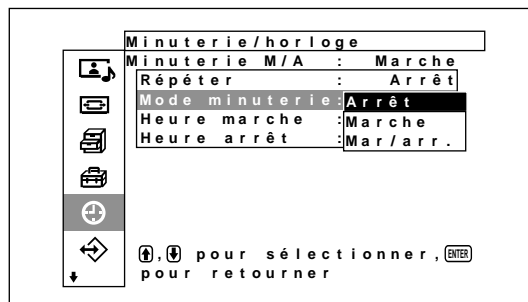 Minuterie/horloge
Minuterie M/A : Marche
Répéter : Arrêt
Mode minuterie: Arrêt
Heure marche : Marche
Heure arrêt : Mar/arr.
, pour sélectionner, ENTER
pour retourner